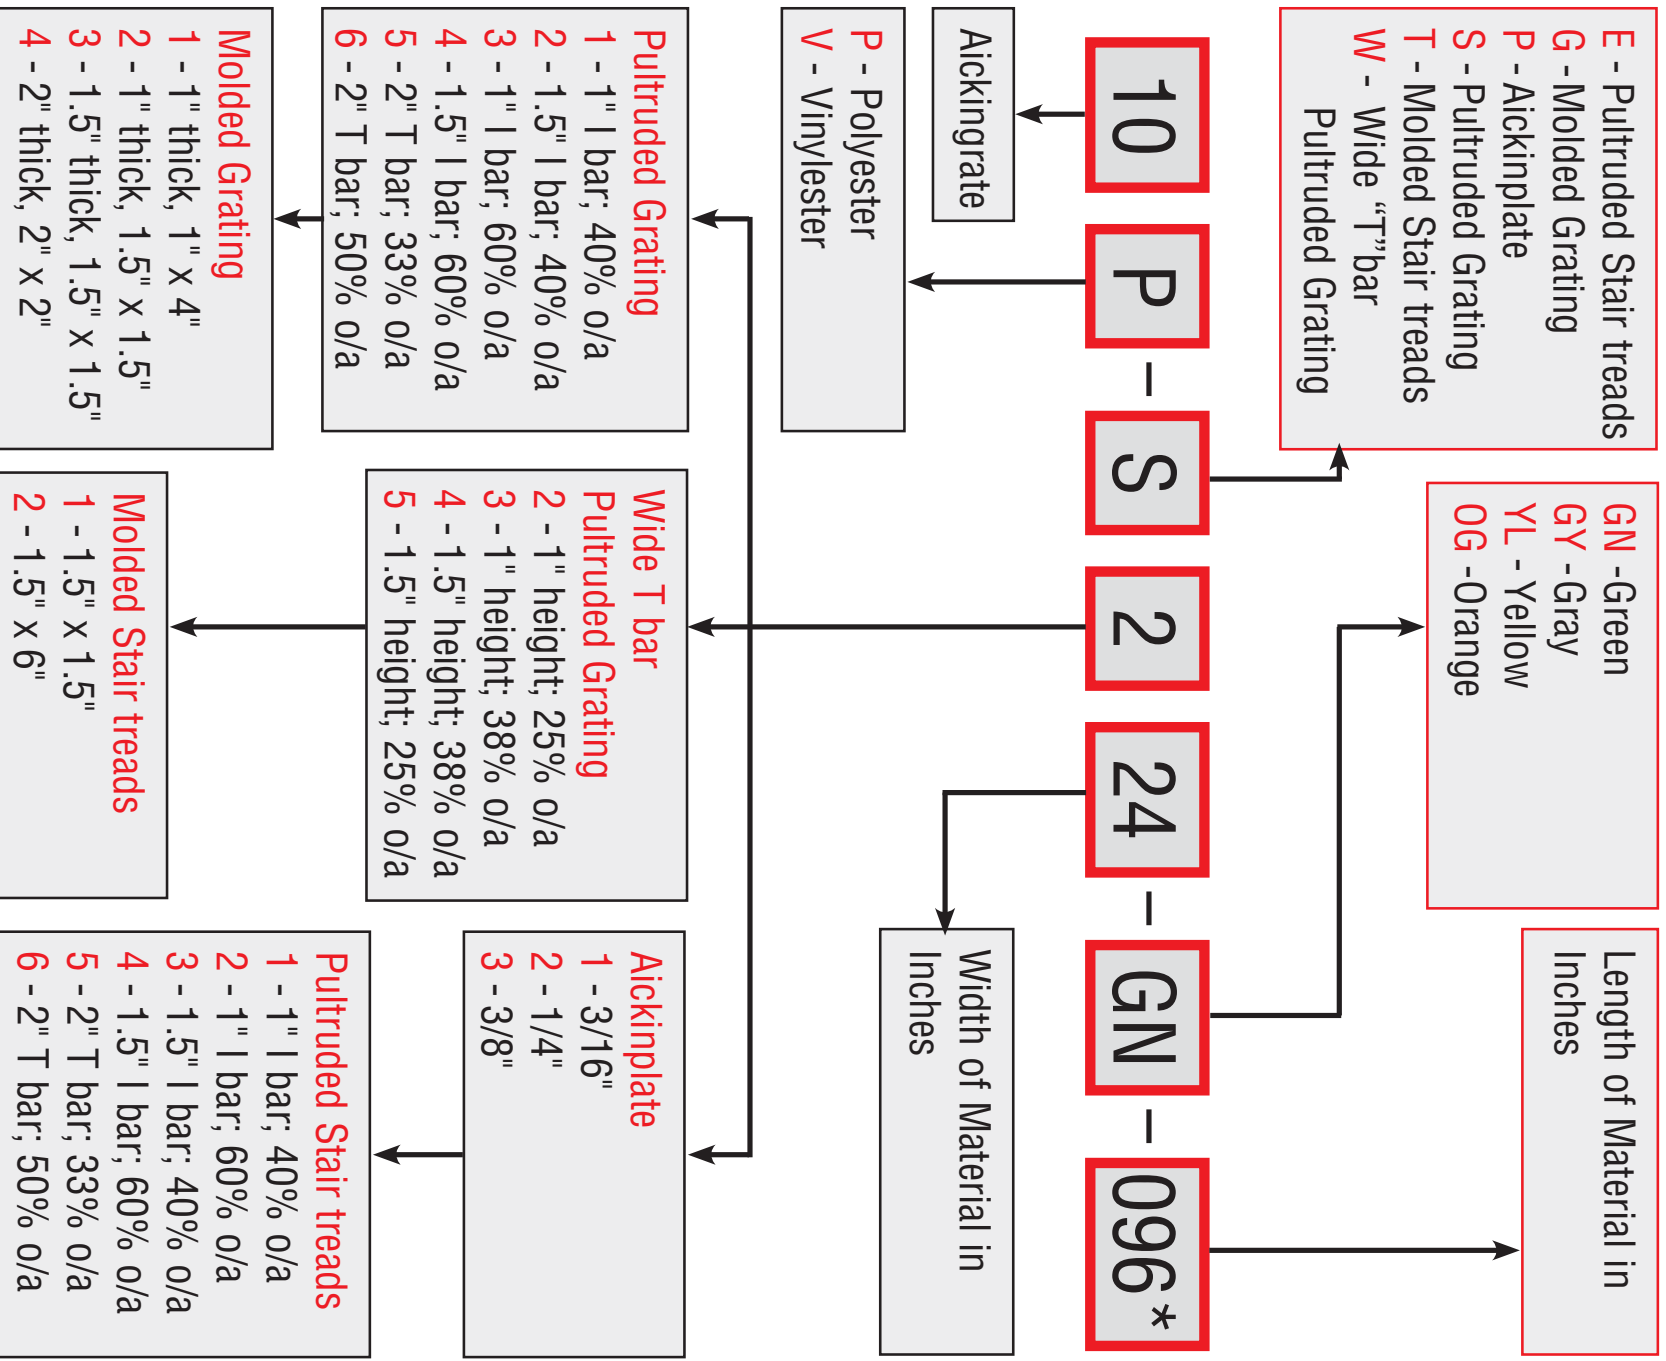 E - Pultruded Stair treads
G - Molded Grating
P - Aickinplate
S - Pultruded Grating
T - Molded Stair treads
W - Wide “T”bar
Pultruded Grating
GN -Green
GY -Gray
YL - Yellow
OG -Orange
Length of Material in
Inches
10 P – S 2 24 – GN – 096*
Aickingrate
P - Polyester
V - Vinylester
Width of Material in
Inches
Pultruded Grating
1 - 1" I bar; 40% o/a
2 - 1.5" I bar; 40% o/a
3 - 1" I bar; 60% o/a
4 - 1.5" I bar; 60% o/a
5 - 2" T bar; 33% o/a
6 - 2" T bar; 50% o/a
Wide T bar
Pultruded Grating
2 - 1" height; 25% o/a
3 - 1" height; 38% o/a
4 - 1.5" height; 38% o/a
5 - 1.5" height; 25% o/a
Aickinplate
1 - 3/16"
2 - 1/4"
3 - 3/8"
Molded Grating
1 - 1" thick, 1" x 4"
2 - 1" thick, 1.5" x 1.5"
3 - 1.5" thick, 1.5" x 1.5"
4 - 2" thick, 2" x 2"
Molded Stair treads
1 - 1.5" x 1.5"
2 - 1.5" x 6"
Pultruded Stair treads
1 - 1" I bar; 40% o/a
2 - 1" I bar; 60% o/a
3 - 1.5" I bar; 40% o/a
4 - 1.5" I bar; 60% o/a
5 - 2" T bar; 33% o/a
6 - 2" T bar; 50% o/a